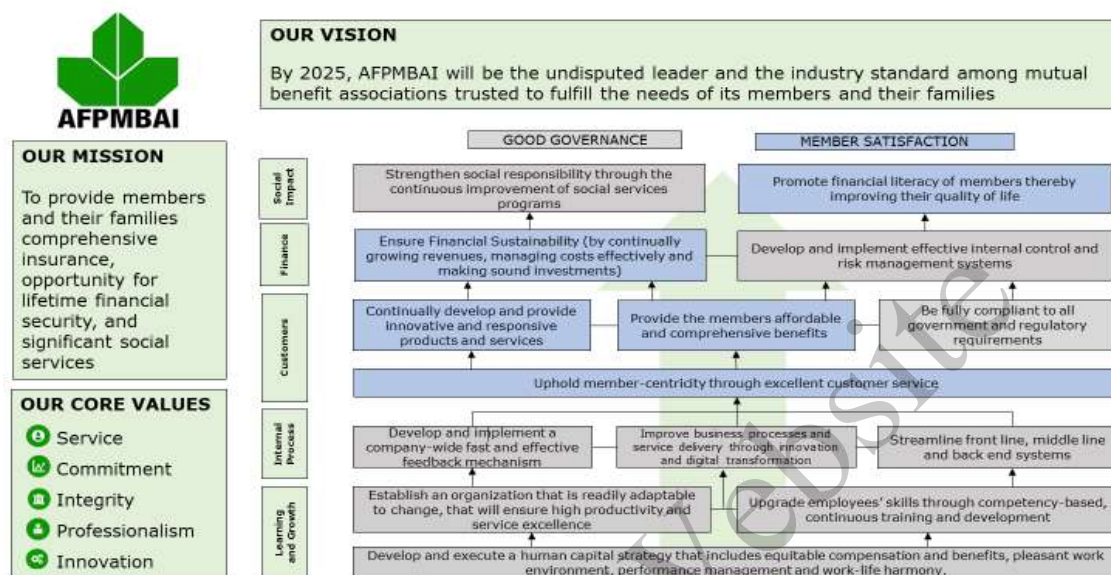 AFPMBAI
OUR VISION
By 2025, AFPMBAI will be the undisputed leader and the industry standard among mutual
benefit associations trusted to fulfill the needs of its members and their families
OUR MISSION
To provide members
and their families
comprehensive
insurance,
opportunity for
lifetime financial
security, and
significant social
services
OUR CORE VALUES
Service
Commitment
Integrity
Professionalism
Innovation
GOOD GOVERNANCE
MEMBER SATISFACTION
Social
Impact
Strengthen social responsibility through the
continuous improvement of social services
programs
Promote financial literacy of members thereby
improving their quality of life
Finance
Ensure Financial Sustainability (by continually
growing revenues, managing costs effectively and
making sound investments)
Develop and implement effective internal control and
risk management systems
Customers
Continually develop and provide
innovative and responsive
products and services
Provide the members affordable
and comprehensive benefits
Be fully compliant to all
government and regulatory
requirements
Uphold member-centricity through excellent customer service
Internal
Process
Develop and implement a
company-wide fast and effective
feedback mechanism
Improve business processes and
service delivery through innovation
and digital transformation
Streamline front line, middle line
and back end systems
Learning
and Growth
Establish an organization that is readily adaptable
to change, that will ensure high productivity and
service excellence
Upgrade employees' skills through competency-based,
continuous training and development
Develop and execute a human capital strategy that includes equitable compensation and benefits, pleasant work
environment, performance management and work-life harmony.
Website